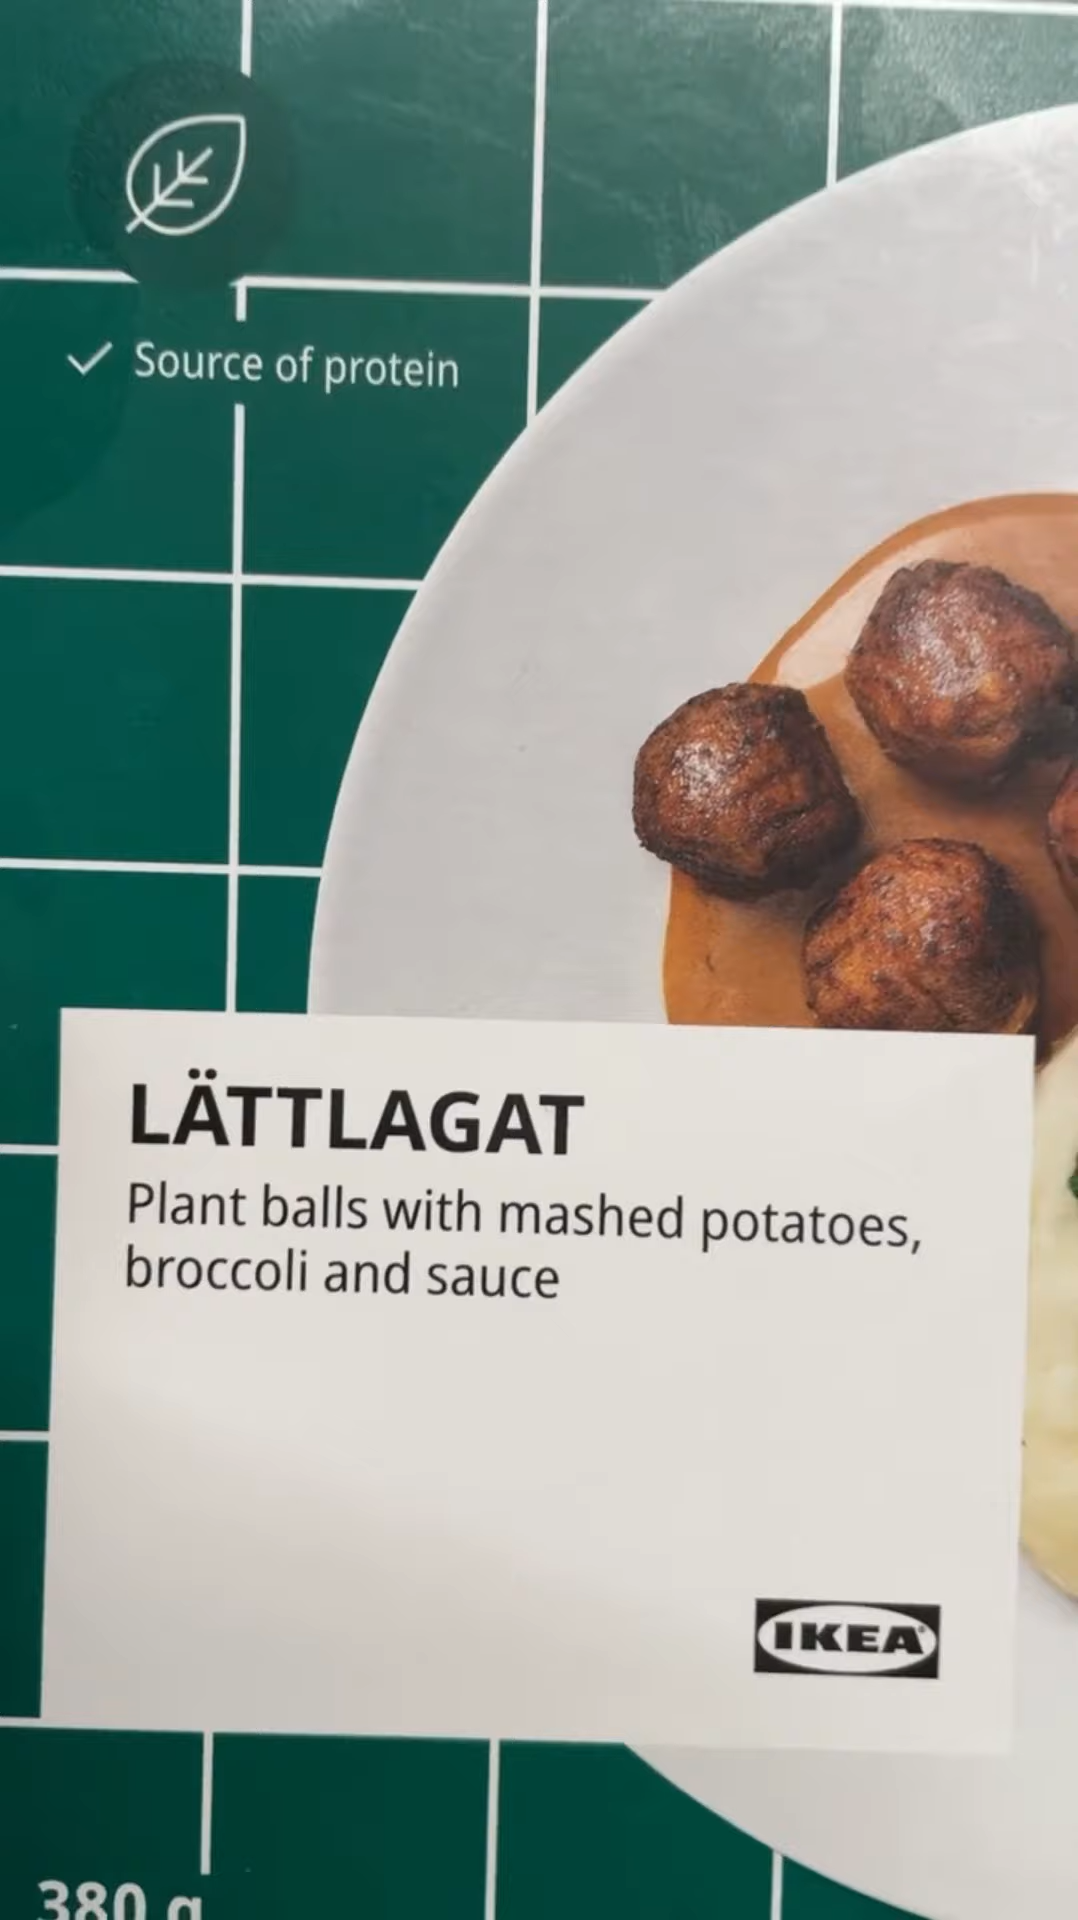 Source of protein
LÄTTLAGAT
Plant balls with mashed potatoes,
broccoli and sauce
IKEA®
380 g